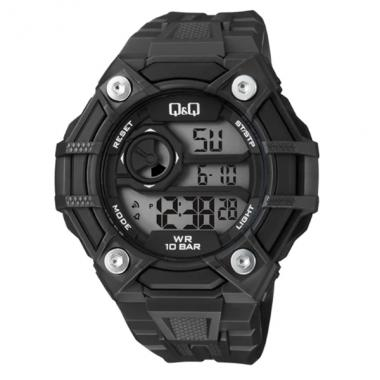 Q&Q
RESET
ST/STP
SU
6-10
P 12:38 28
MODE
LIGHT
WR
10 BAR